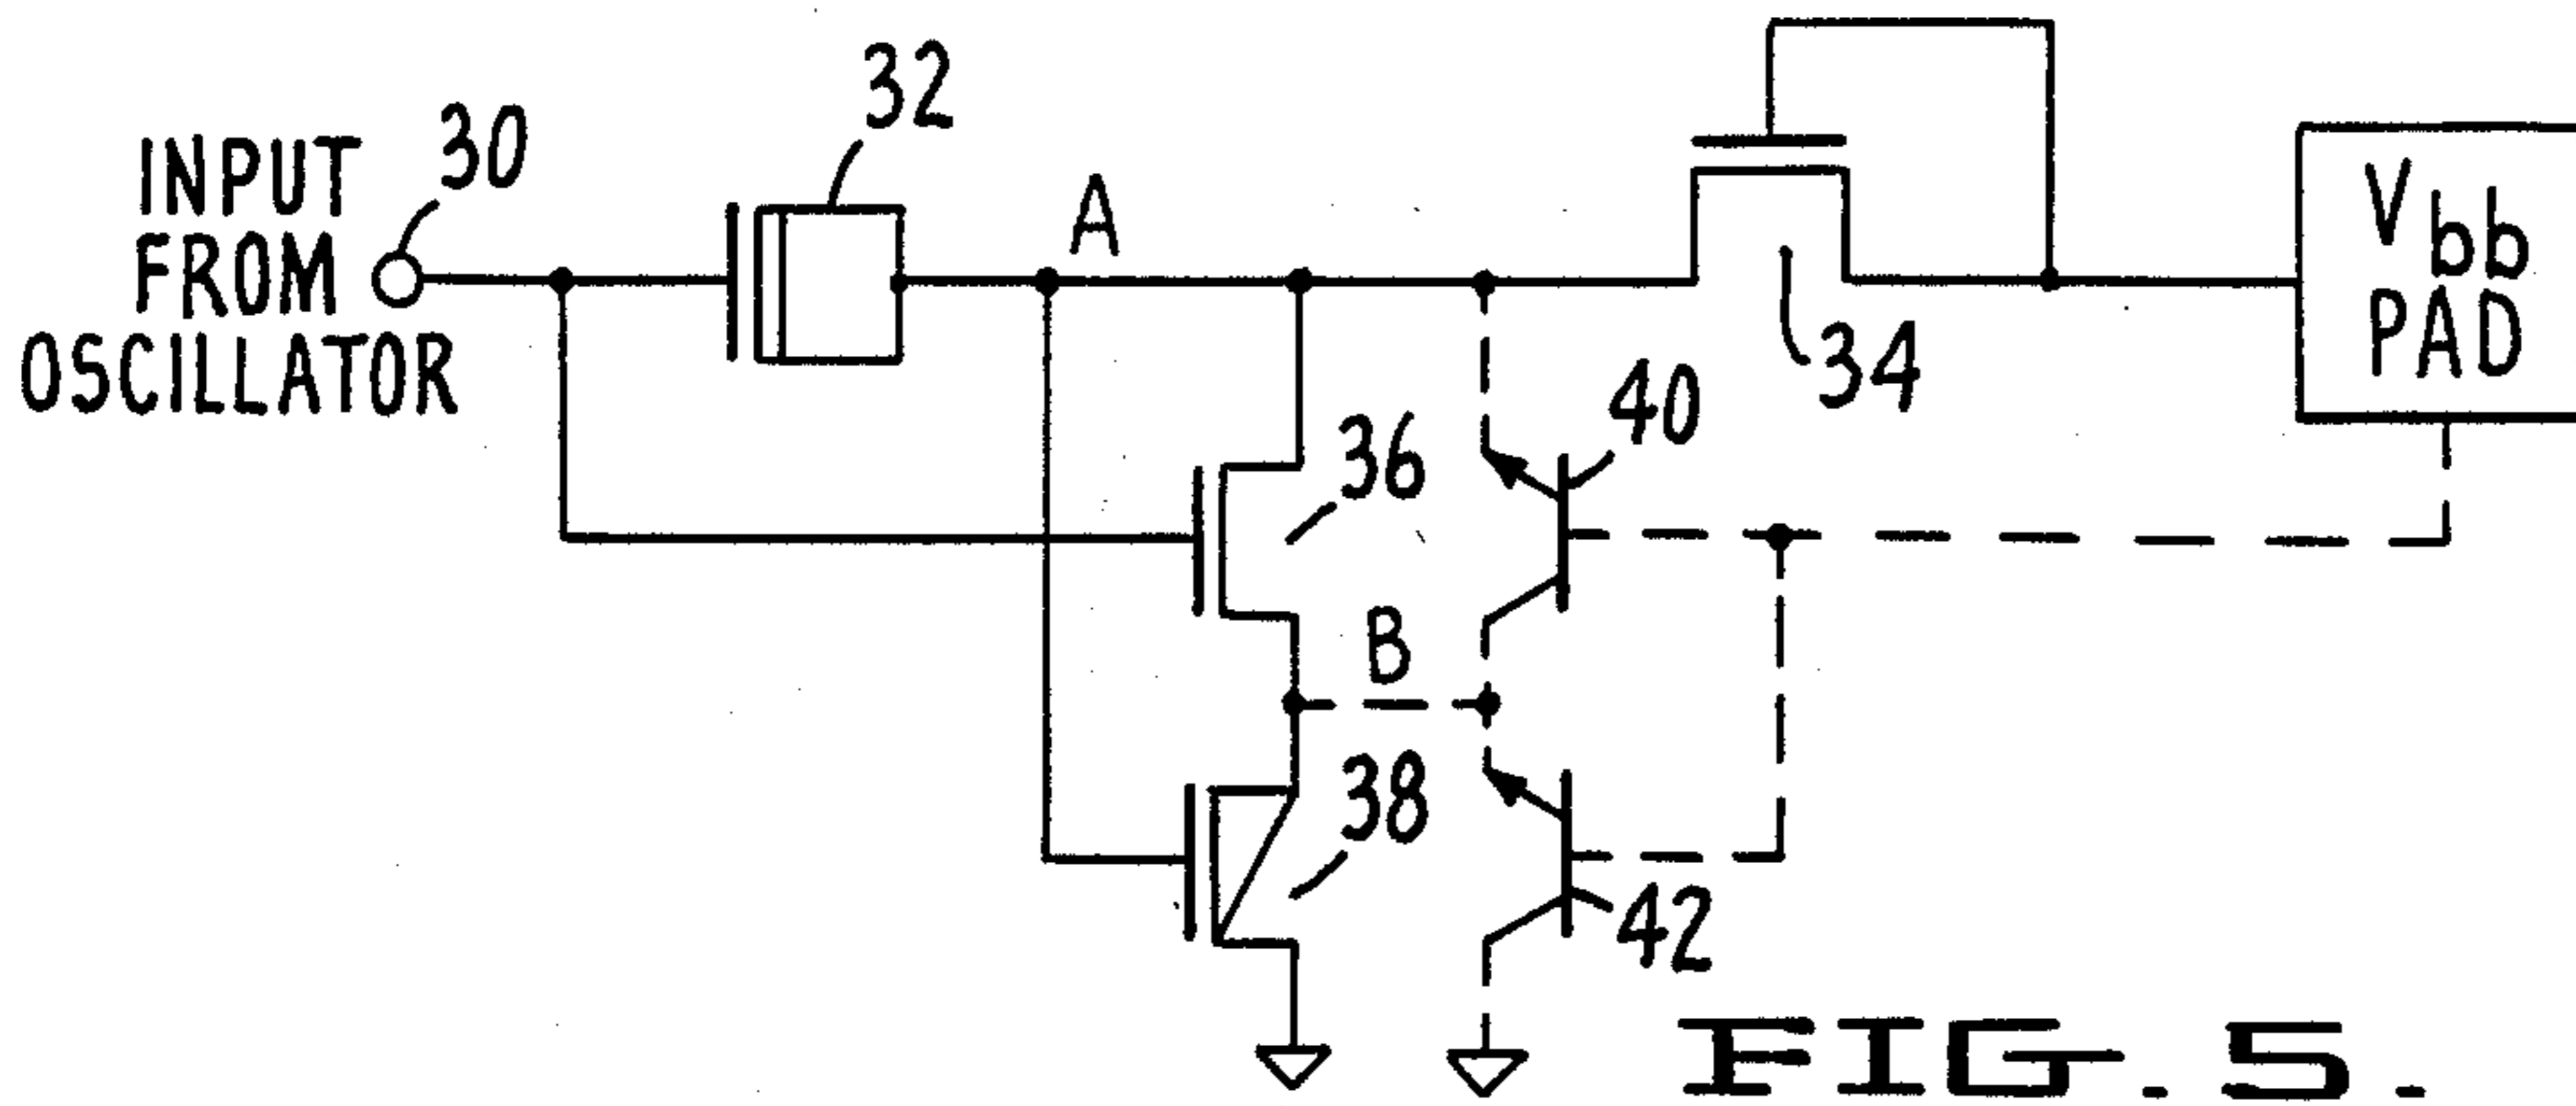 INPUT
FROM
OSCILLATOR
30
32
A
34
V bb
PAD
36
40
B
38
42
FIG. 5.